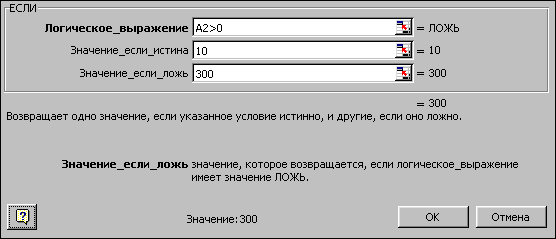 ЕСЛИ
Логическое_выражение A2>0 = ЛОЖЬ
Значение_если_истина 10 = 10
Значение_если_ложь 300 = 300
= 300
Возвращает одно значение, если указанное условие истинно, и другие, если оно ложно.
Значение_если_ложь значение, которое возвращается, если логическое_выражение
имеет значение ЛОЖЬ.
? Значение:300 OK Отмена